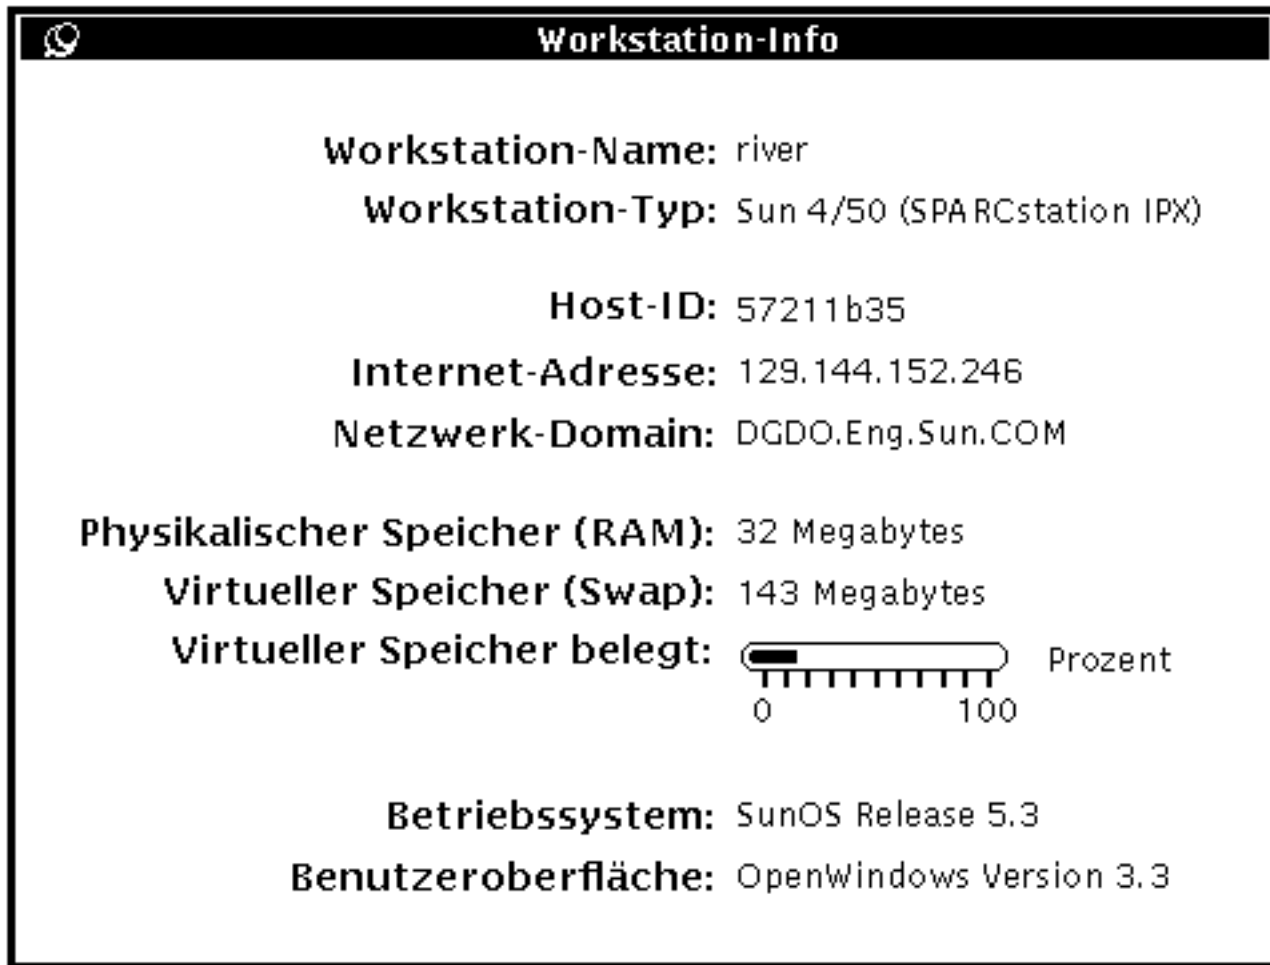 Workstation-Info
Workstation-Name: river
Workstation-Typ: Sun 4/50 (SPARCstation IPX)
Host-ID: 57211b35
Internet-Adresse: 129.144.152.246
Netzwerk-Domain: DGDO.Eng.Sun.COM
Physikalischer Speicher (RAM): 32 Megabytes
Virtueller Speicher (Swap): 143 Megabytes
Virtueller Speicher belegt: Prozent
0 100
Betriebssystem: SunOS Release 5.3
Benutzeroberfläche: OpenWindows Version 3.3